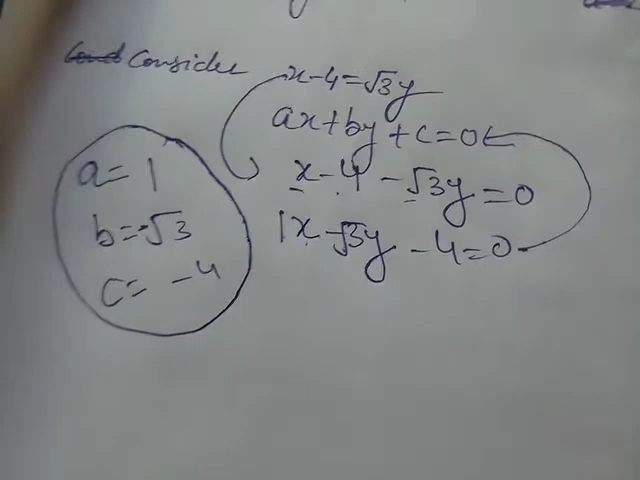 Consider x-4=√3y
ax+by+c=0
x-4-√3y=0
1x-√3y-4=0
a=1
b=-√3
c=-4